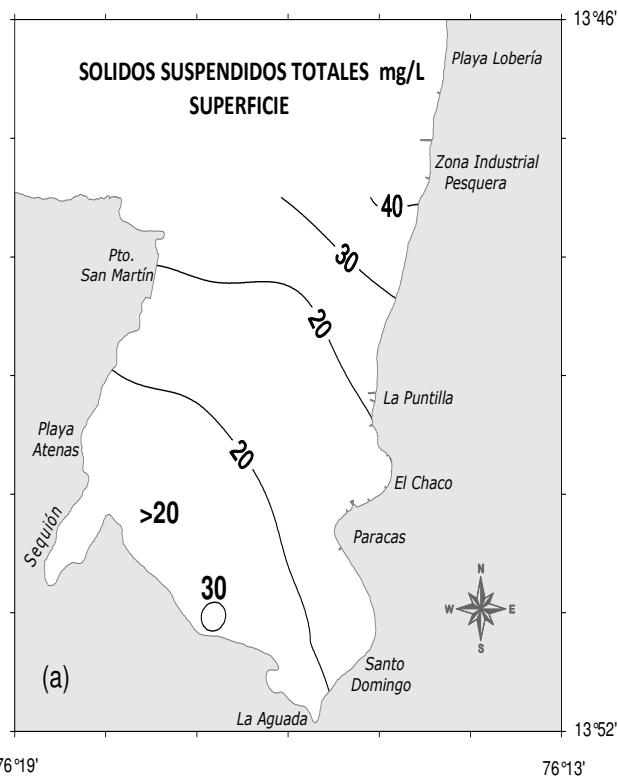 13°46'
SOLIDOS SUSPENDIDOS TOTALES mg/L
SUPERFICIE
Playa Lobería
Zona Industrial
Pesquera
40
30
Pto.
San Martín
20
La Puntilla
Playa
Atenas
20
El Chaco
>20
Sequión
Paracas
30
N
W
E
S
(a)
Santo
Domingo
La Aguada
13°52'
76°19'
76°13'